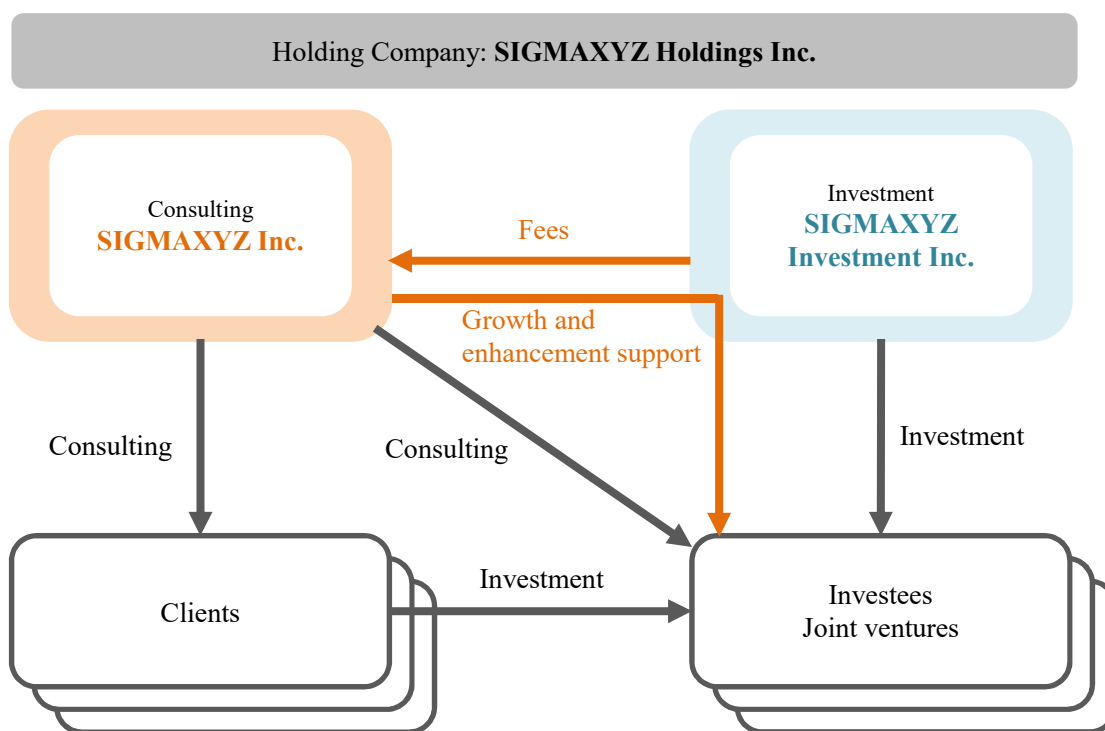 Holding Company: SIGMAXYZ Holdings Inc.
Consulting
SIGMAXYZ Inc.
Fees
Investment
SIGMAXYZ
Investment Inc.
Growth and
enhancement support
Consulting
Consulting
Investment
Clients
Investment
Investees
Joint ventures